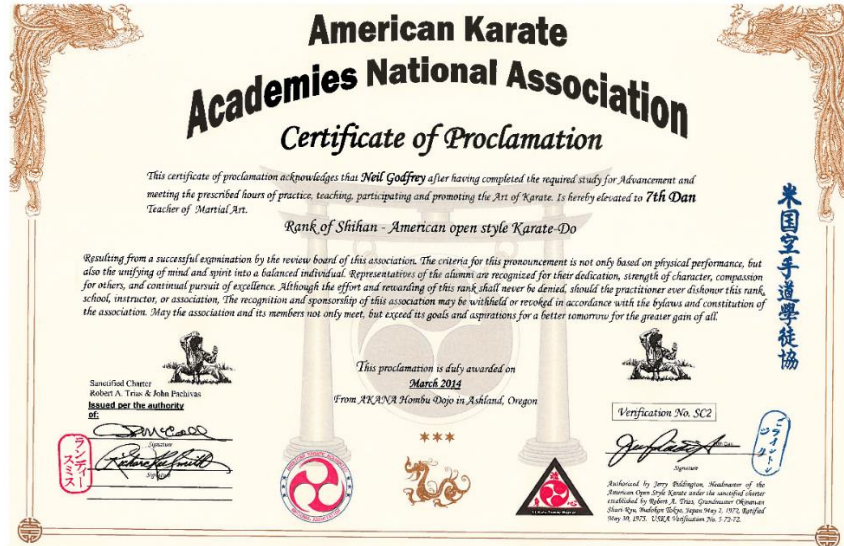 American Karate
Academies National Association
Certificate of Proclamation
This certificate of proclamation acknowledges that Neil Godfrey after having completed the required study for Advancement and
meeting the prescribed hours of practice, teaching, participating and promoting the Art of Karate. Is hereby elevated to 7th Dan
Teacher of Martial Art.
Rank of Shihan - American open style Karate-Do
Resulting from a successful examination by the review board of this association. The criteria for this pronouncement is not only based on physical performance, but
also the unifying of mind and spirit into a balanced individual. Representatives of the alumni are recognized for their dedication, strength of character, compassion
for others, and continual pursuit of excellence. Although the effort and rewarding of this rank shall never be denied, should the practitioner ever dishonor this rank,
school, instructor, or association, The recognition and sponsorship of this association may be withheld or revoked in accordance with the bylaws and constitution of
the association. May the association and its members not only meet, but exceed its goals and aspirations for a better tomorrow for the greater gain of all.
米国空手道學徒協
Sanctified Charter
Robert A. Trias & John Pachivas
Issued per the authority
of:
Signature
Signature
ランディー
スミス
This proclamation is duly awarded on
March 2014
From AKANA Hombu Dojo in Ashland, Oregon
Verification No. SC2
Signature
Authorized by Jerry Piddington, Headmaster of the
American Open Style Karate under the sanctified charter
established by Robert A. Trias, Grandmaster Okinawan
Shuri-Ryu, Budokan Tokyo, Japan May 2, 1972, Ratified
May 10, 1975. USKA Verification No. 5-72-72.